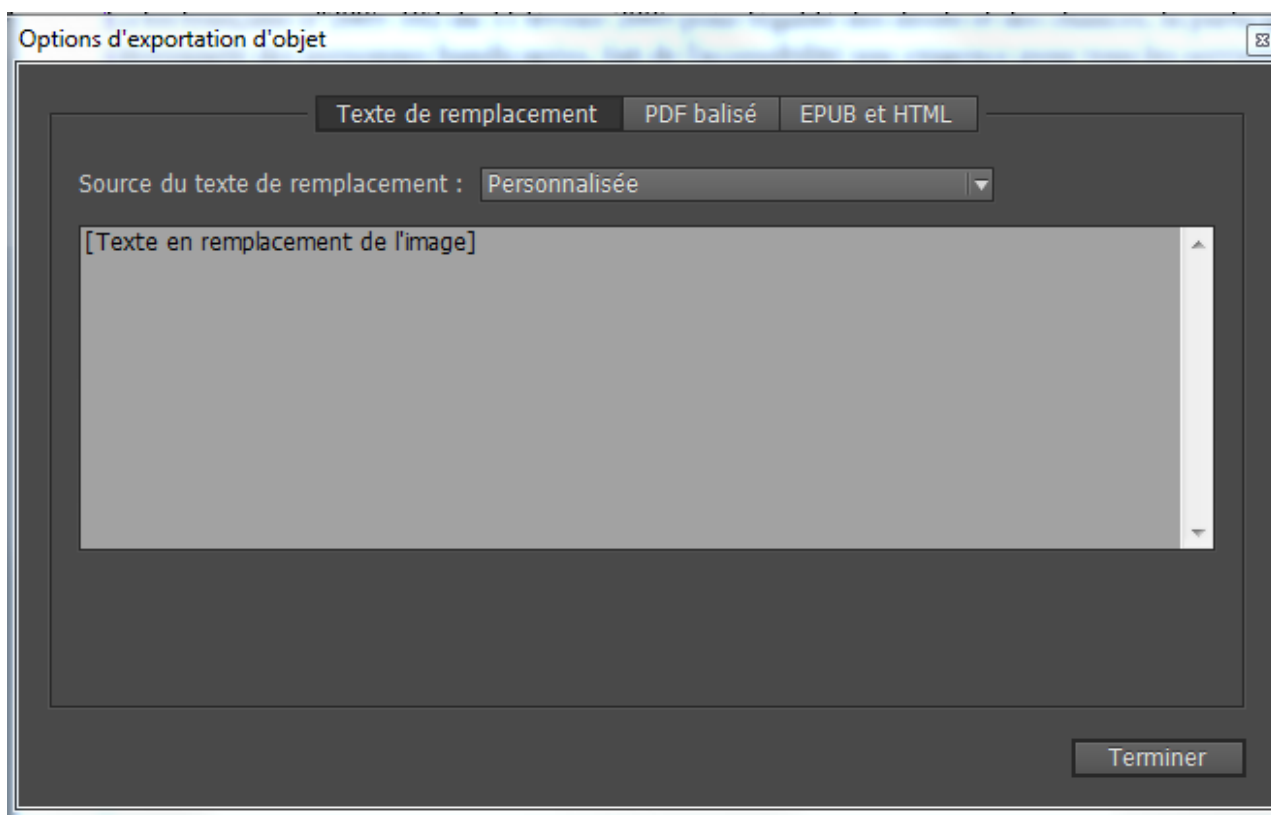 Options d'exportation d'objet
Texte de remplacement PDF balisé EPUB et HTML
Source du texte de remplacement : Personnalisée
[Texte en remplacement de l'image]
Terminer